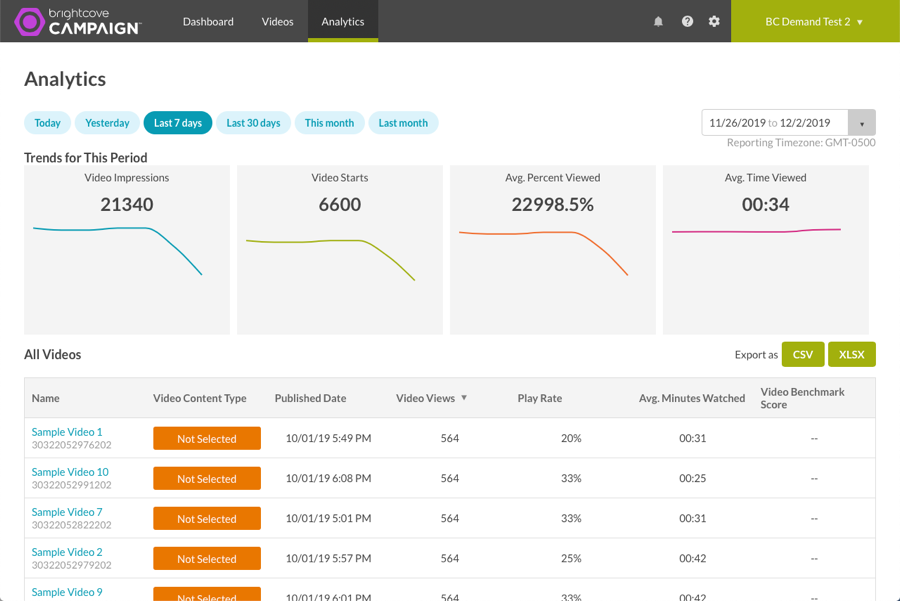 brightcove
CAMPAIGN™
Dashboard Videos Analytics
BC Demand Test 2
Analytics
Today Yesterday Last 7 days Last 30 days This month Last month
11/26/2019 to 12/2/2019
Reporting Timezone: GMT-0500
Trends for This Period
Video Impressions Video Starts Avg. Percent Viewed Avg. Time Viewed
21340 6600 22998.5% 00:34
All Videos
Export as CSV XLSX
Name Video Content Type Published Date Video Views Play Rate Avg. Minutes Watched Video Benchmark
Score
Sample Video 1
30322052976202
Not Selected 10/01/19 5:49 PM 564 20% 00:31 --
Sample Video 10
30322052991202
Not Selected 10/01/19 6:08 PM 564 33% 00:25 --
Sample Video 7
30322052822202
Not Selected 10/01/19 5:01 PM 564 33% 00:31 --
Sample Video 2
30322052979202
Not Selected 10/01/19 5:57 PM 564 25% 00:42 --
Sample Video 9
Not Selected 10/01/19 6:01 PM 564 33% 00:42 --